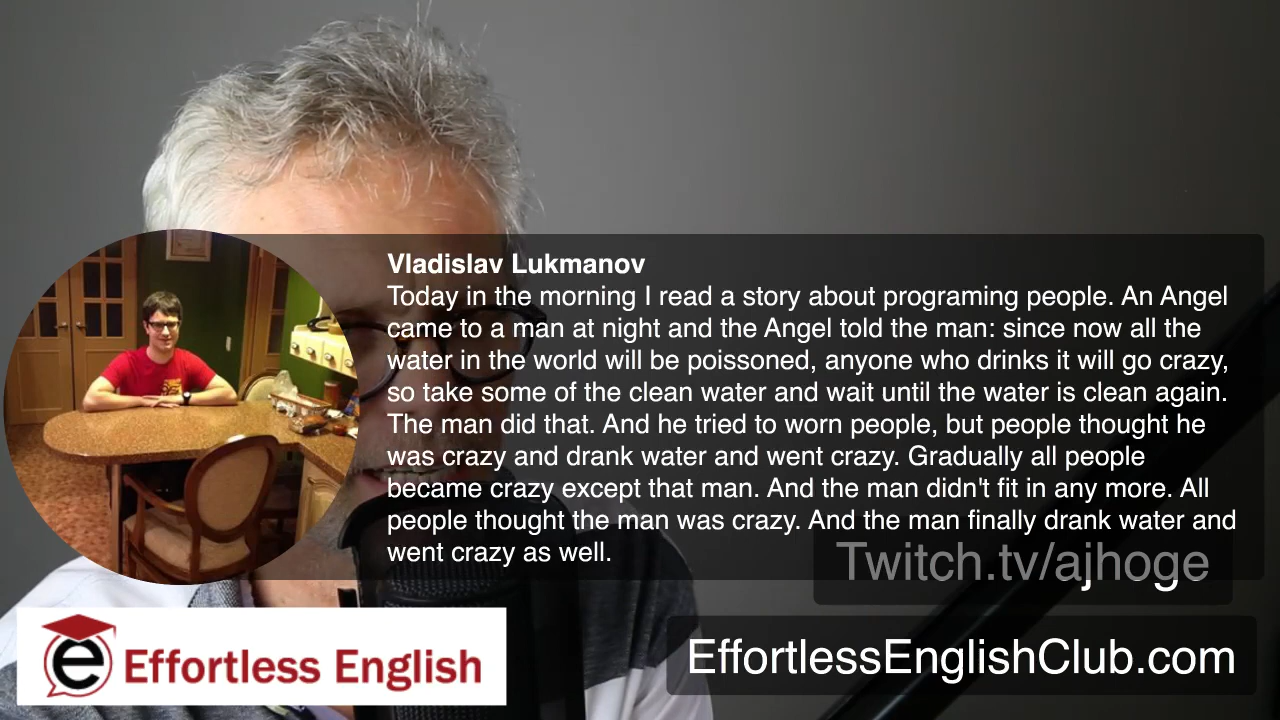 Vladislav Lukmanov
Today in the morning I read a story about programing people. An Angel
came to a man at night and the Angel told the man: since now all the
water in the world will be poissoned, anyone who drinks it will go crazy,
so take some of the clean water and wait until the water is clean again.
The man did that. And he tried to worn people, but people thought he
was crazy and drank water and went crazy. Gradually all people
became crazy except that man. And the man didn't fit in any more. All
people thought the man was crazy. And the man finally drank water and
went crazy as well.
Twitch.tv/ajhoge
e Effortless English
EffortlessEnglishClub.com